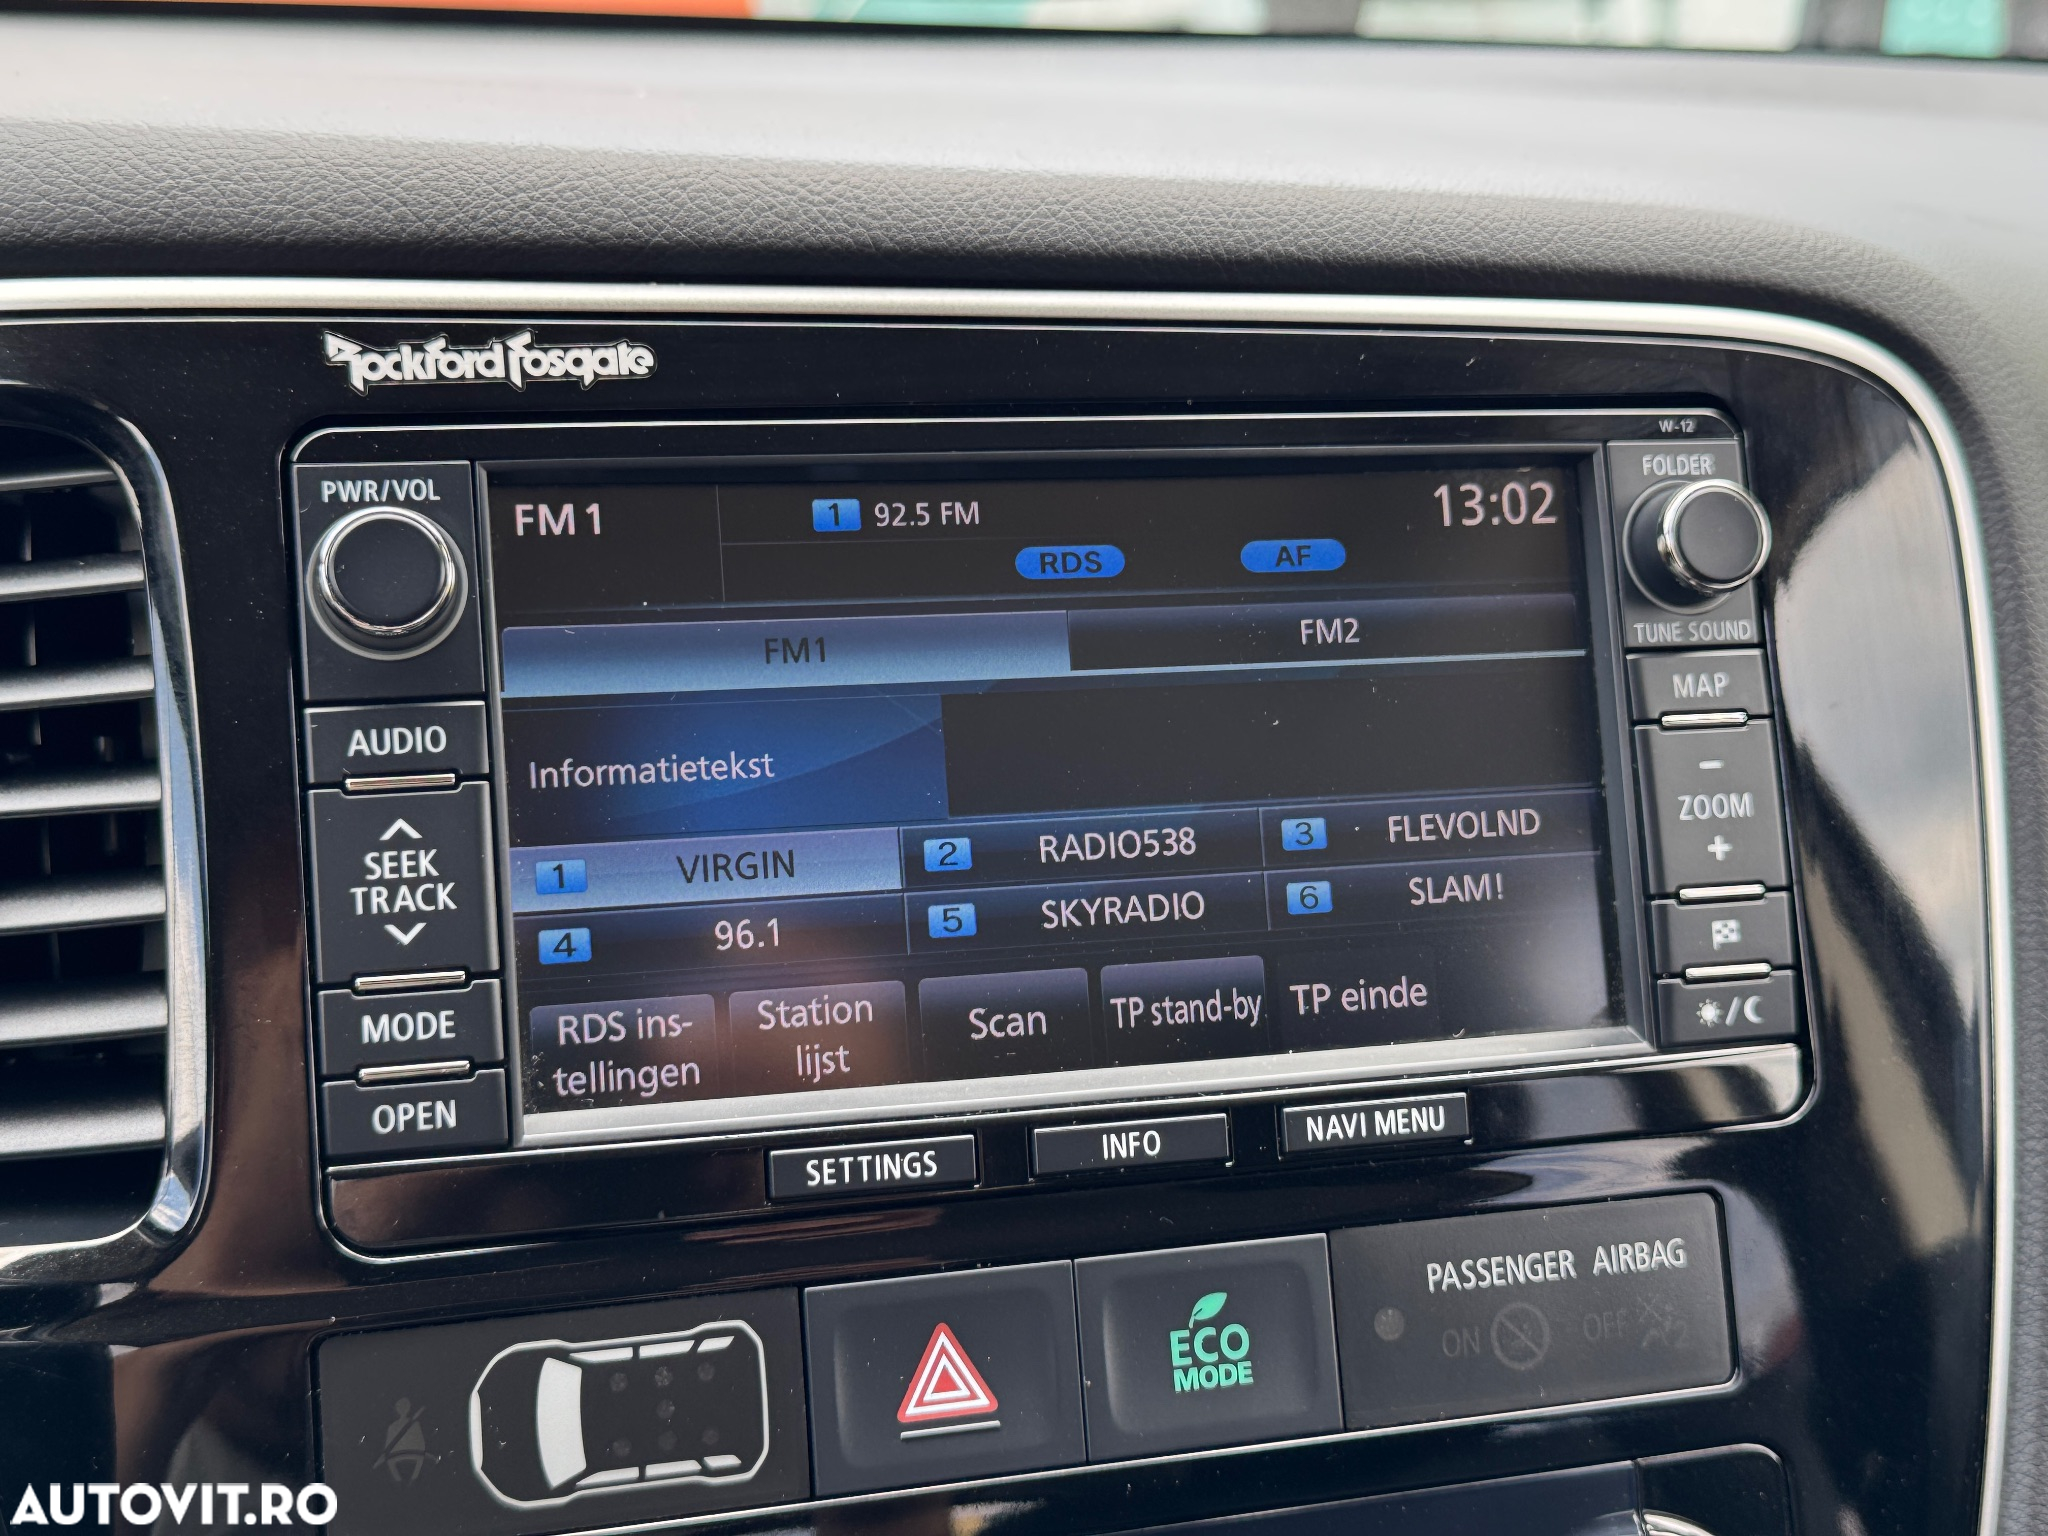 Rockford Fosgate
W-12
PWR/VOL
FOLDER
FM 1
1 92.5 FM
13:02
RDS
AF
TUNE SOUND
FM1
FM2
MAP
AUDIO
Informatietekst
-
ZOOM
+
SEEK
TRACK
1 VIRGIN
2 RADIO538
3 FLEVOLND
4 96.1
5 SKYRADIO
6 SLAM!
MODE
RDS ins-
tellingen
Station
lijst
Scan
TP stand-by
TP einde
OPEN
SETTINGS
INFO
NAVI MENU
PASSENGER AIRBAG
ON
OFF
ECO
MODE
AUTOVIT.RO